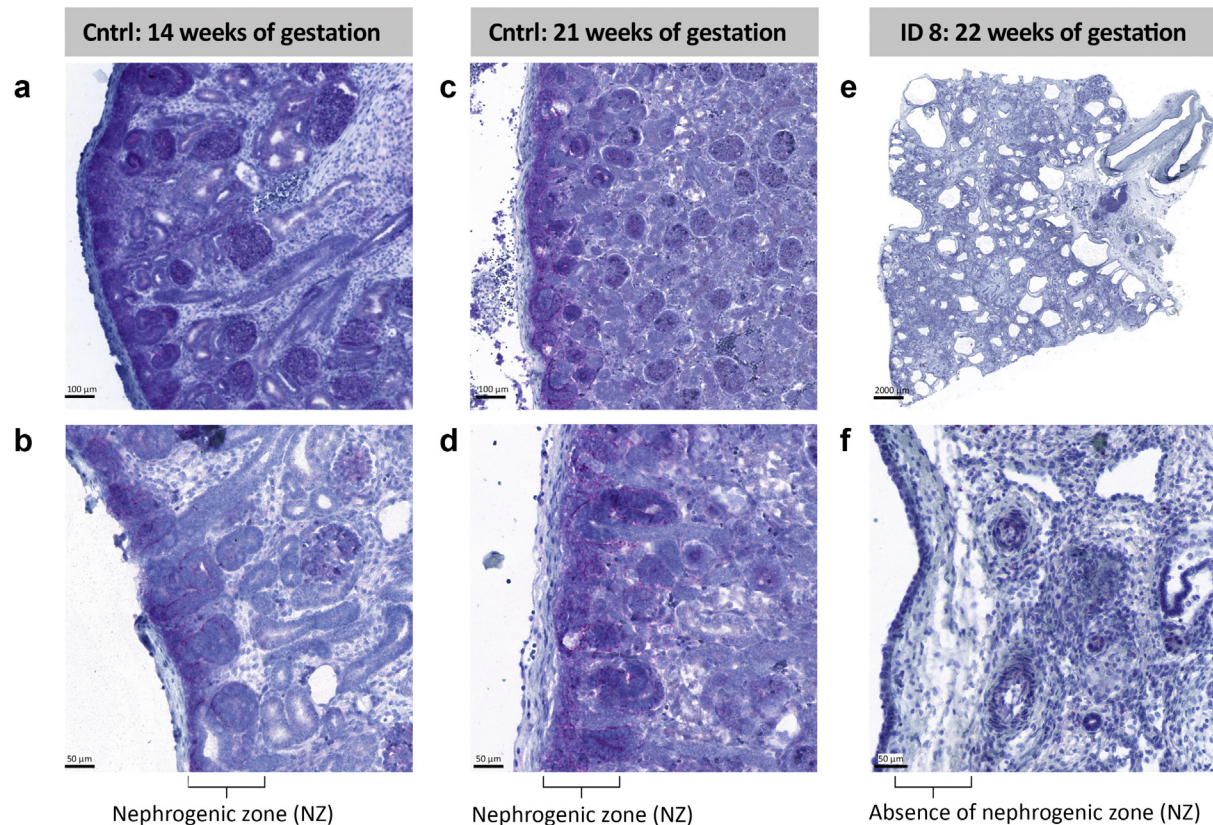 Cntrl: 14 weeks of gestation
Cntrl: 21 weeks of gestation
ID 8: 22 weeks of gestation
a
c
e
100 µm
100 µm
2000 µm
b
d
f
50 µm
50 µm
50 µm
Nephrogenic zone (NZ)
Nephrogenic zone (NZ)
Absence of nephrogenic zone (NZ)